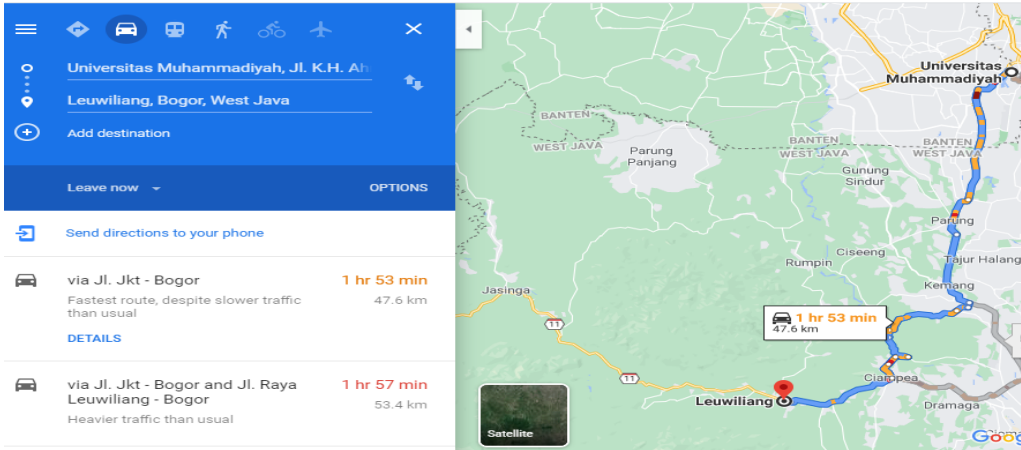 Universitas Muhammadiyah, Jl. K.H. Ah
Leuwiliang, Bogor, West Java
Add destination
Leave now
OPTIONS
Send directions to your phone
via Jl. Jkt - Bogor
1 hr 53 min
Fastest route, despite slower traffic
than usual
47.6 km
DETAILS
via Jl. Jkt - Bogor and Jl. Raya
Leuwiliang - Bogor
1 hr 57 min
53.4 km
Heavier traffic than usual
Universitas
Muhammadiyah
BANTEN
WEST JAVA
Parung
Panjang
BANTEN
WEST JAVA
BANTEN
WEST JAVA
Gunung
Sindur
Parung
Ciseeng
Rumpin
Tajur Halang
Kemang
Jasinga
11
1 hr 53 min
47.6 km
11
Ciampea
Leuwiliang
Dramaga
Satellite